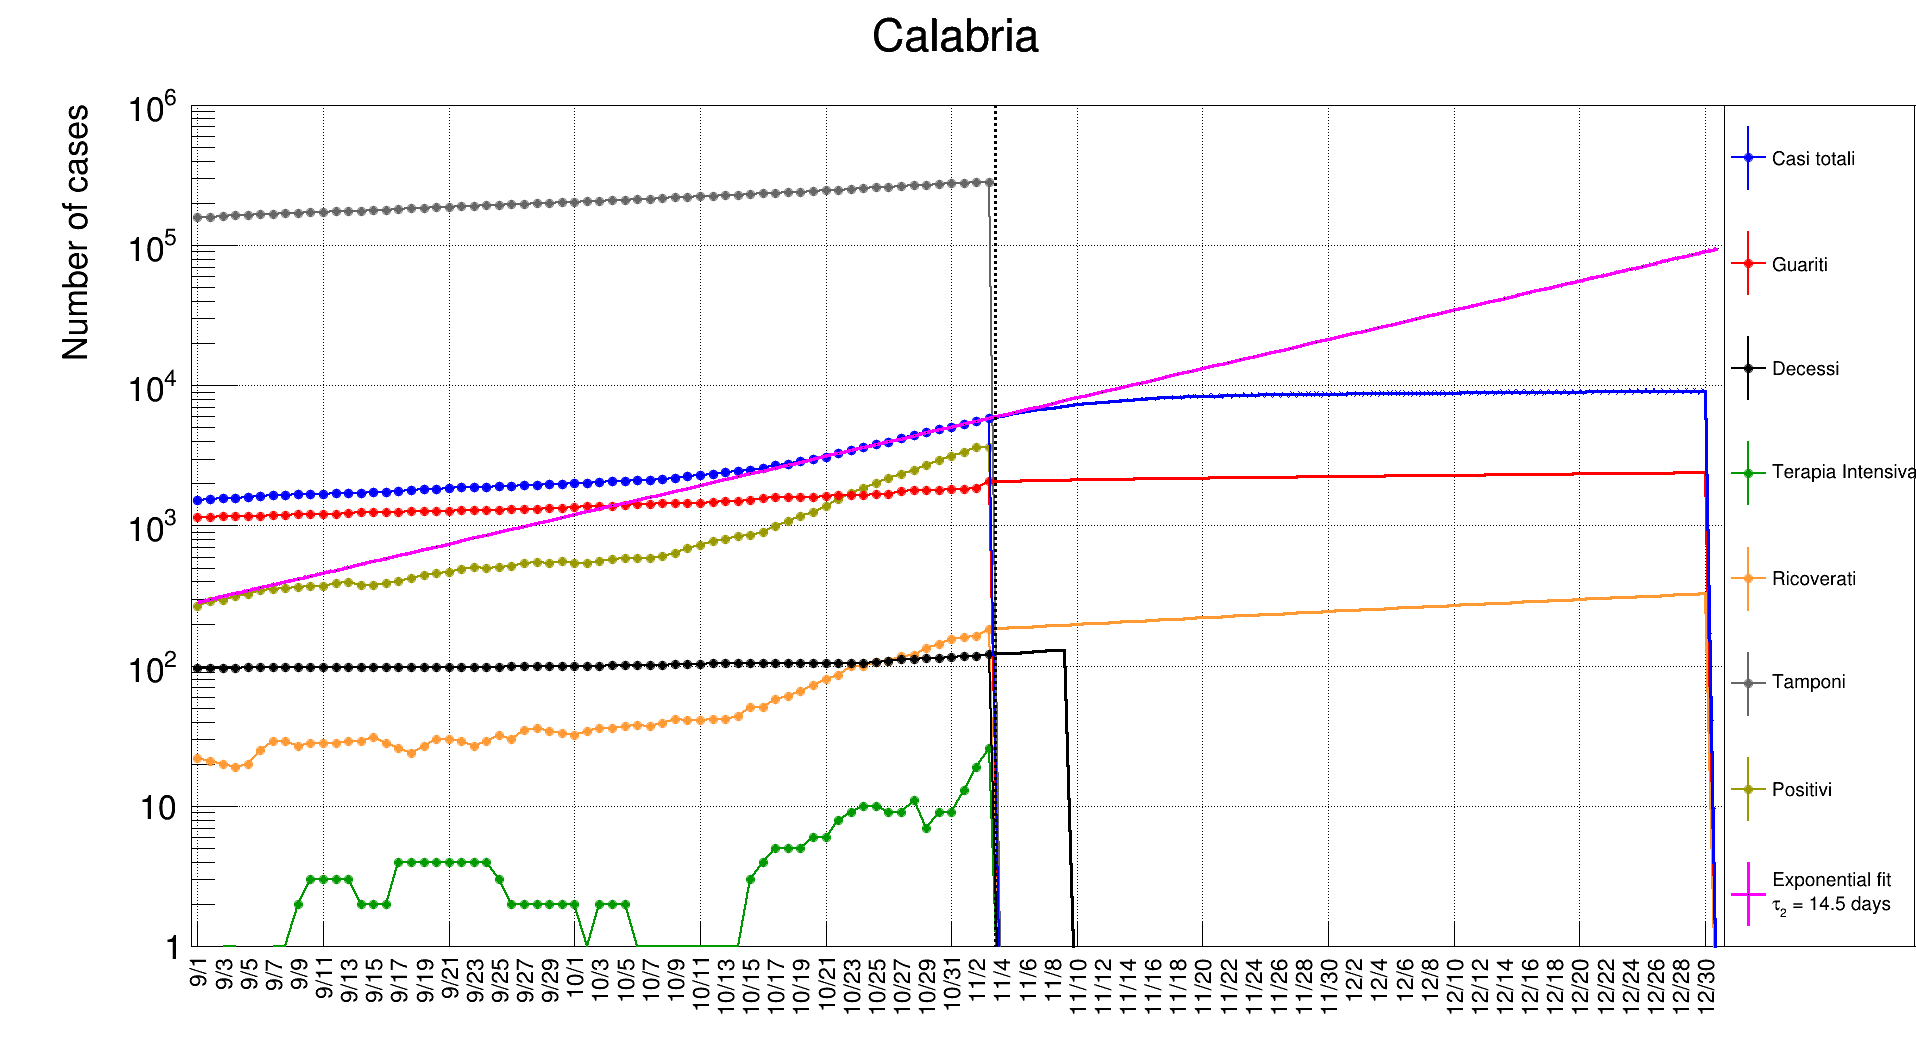 Calabria
Number of cases
10^6
10^5
10^4
10^3
10^2
10
1
9/1 9/3 9/5 9/7 9/9 9/11 9/13 9/15 9/17 9/19 9/21 9/23 9/25 9/27 9/29 10/1 10/3 10/5 10/7 10/9 10/11 10/13 10/15 10/17 10/19 10/21 10/23 10/25 10/27 10/29 10/31 11/2 11/4 11/6 11/8 11/10 11/12 11/14 11/16 11/18 11/20 11/22 11/24 11/26 11/28 11/30 12/2 12/4 12/6 12/8 12/10 12/12 12/14 12/16 12/18 12/20 12/22 12/24 12/26 12/28 12/30
Casi totali
Guariti
Decessi
Terapia Intensiva
Ricoverati
Tamponi
Positivi
Exponential fit
τ2 = 14.5 days